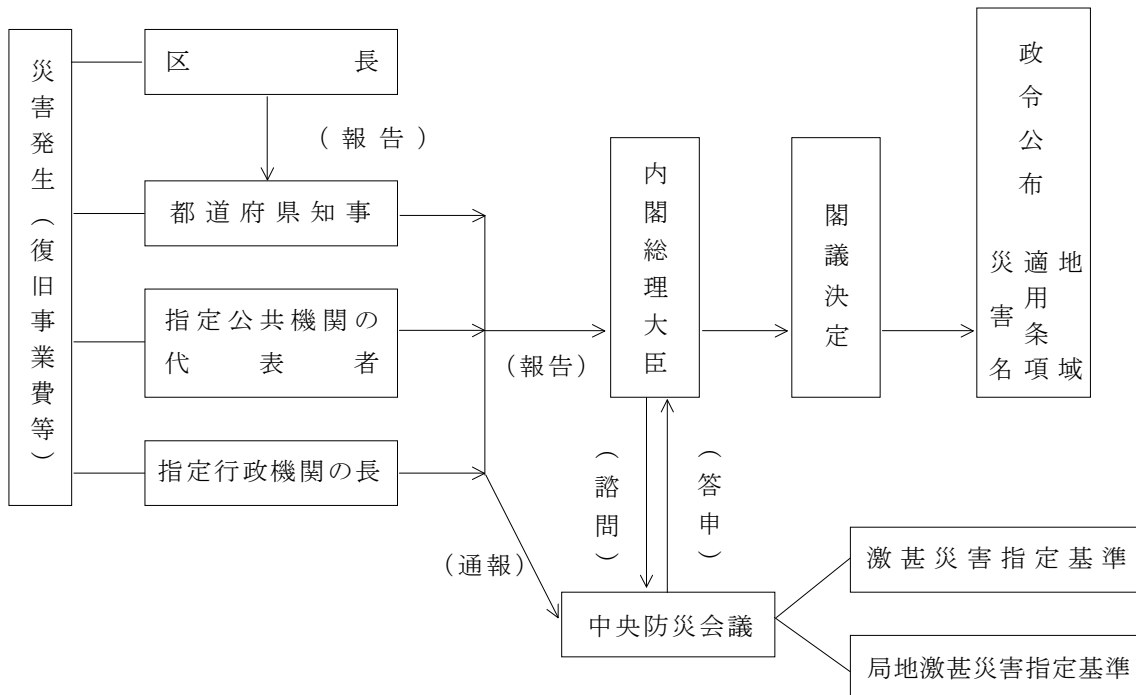 災害発生（復旧事業費等）
区長
（報告）
都道府県知事
指定公共機関の
代表者
指定行政機関の長
（報告）
（通報）
内閣総理大臣
閣議決定
政令公布
災害名
適用条項
地域
（諮問）
（答申）
中央防災会議
激甚災害指定基準
局地激甚災害指定基準